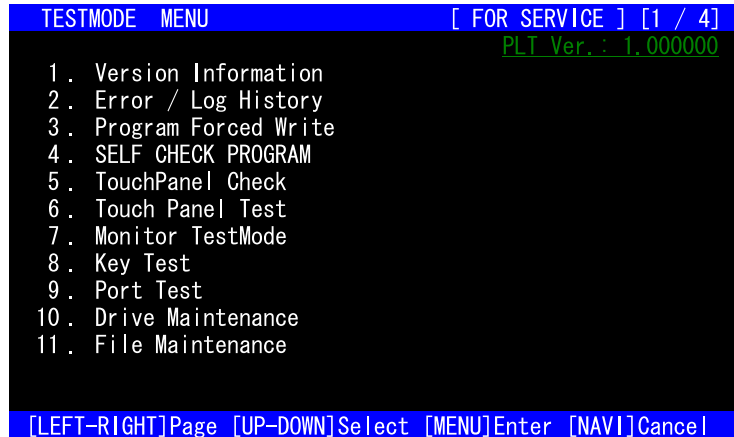 TESTMODE MENU [ FOR SERVICE ] [1 / 4]
PLT Ver.: 1.000000
1. Version Information
2. Error / Log History
3. Program Forced Write
4. SELF CHECK PROGRAM
5. TouchPanel Check
6. Touch Panel Test
7. Monitor TestMode
8. Key Test
9. Port Test
10. Drive Maintenance
11. File Maintenance
[LEFT-RIGHT]Page [UP-DOWN]Select [MENU]Enter [NAVI]Cancel